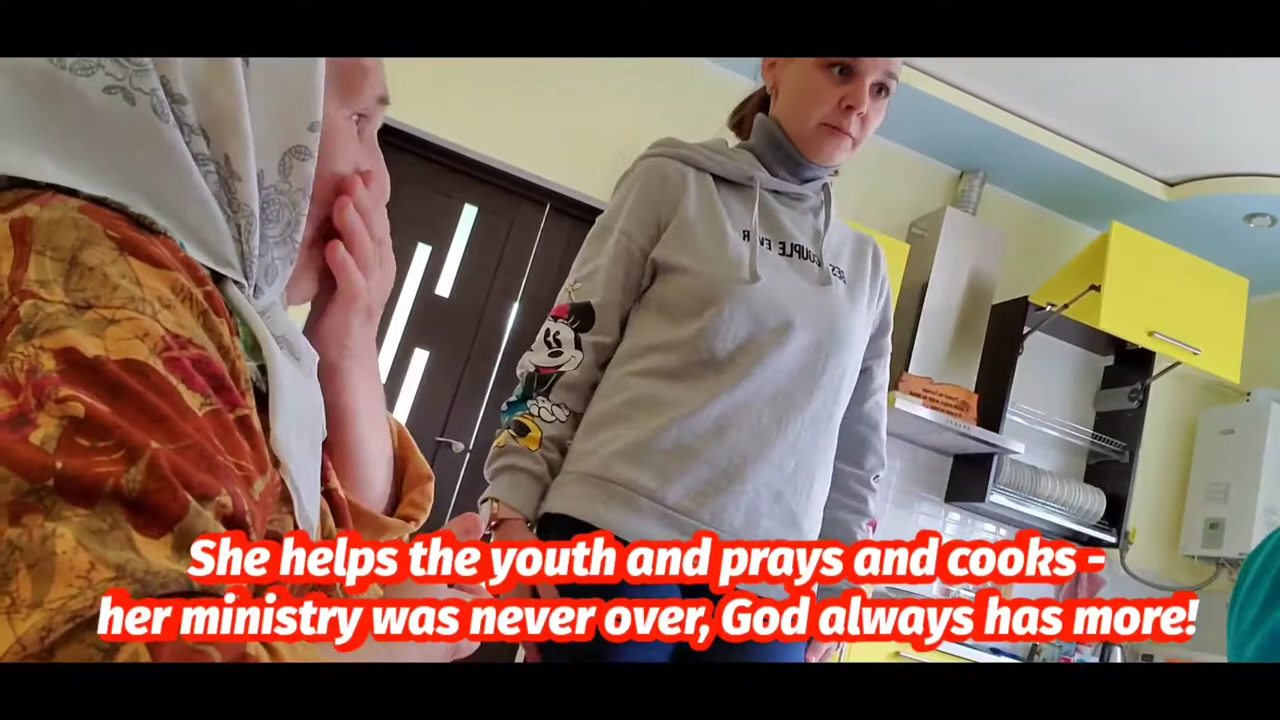 She helps the youth and prays and cooks -
her ministry was never over, God always has more!